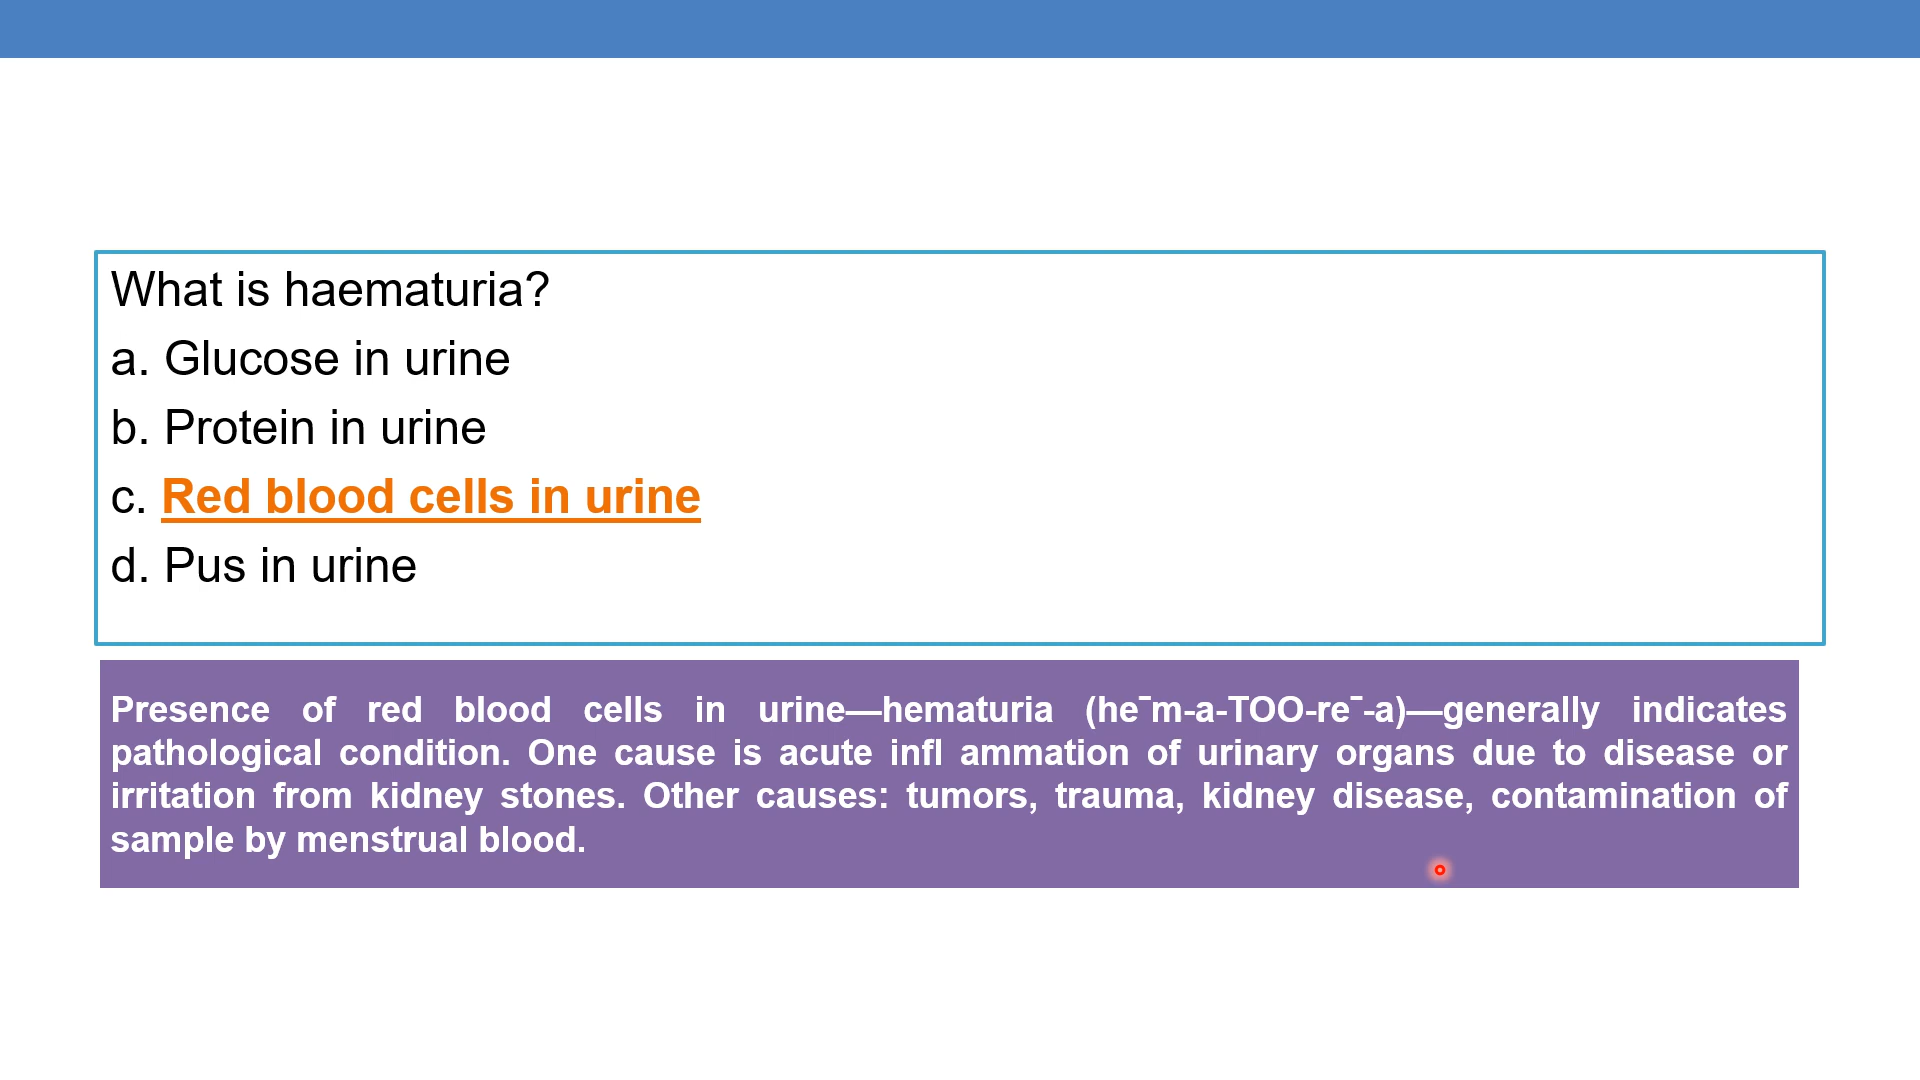 What is haematuria?
a. Glucose in urine
b. Protein in urine
c. Red blood cells in urine
d. Pus in urine
Presence of red blood cells in urine—hematuria (heˉm-a-TOO-reˉ-a)—generally indicates
pathological condition. One cause is acute infl ammation of urinary organs due to disease or
irritation from kidney stones. Other causes: tumors, trauma, kidney disease, contamination of
sample by menstrual blood.